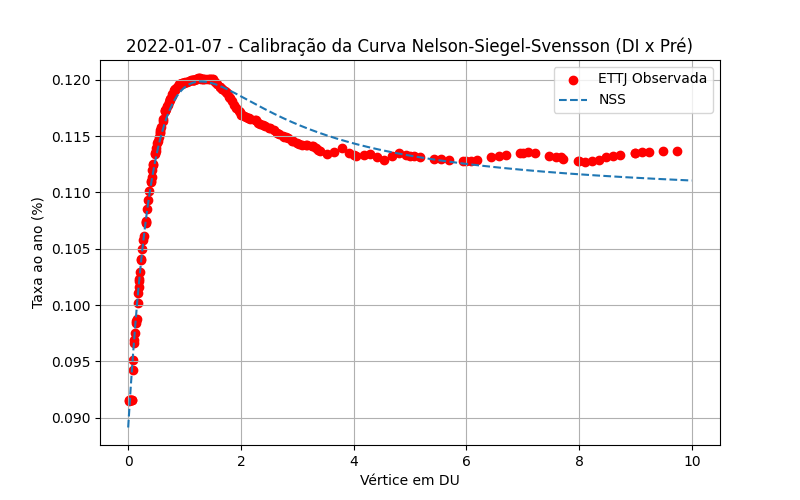 2022-01-07 - Calibração da Curva Nelson-Siegel-Svensson (DI x Pré)
ETTJ Observada
NSS
0.120
0.115
0.110
0.105
0.100
0.095
0.090
Taxa ao ano (%)
0 2 4 6 8 10
Vértice em DU